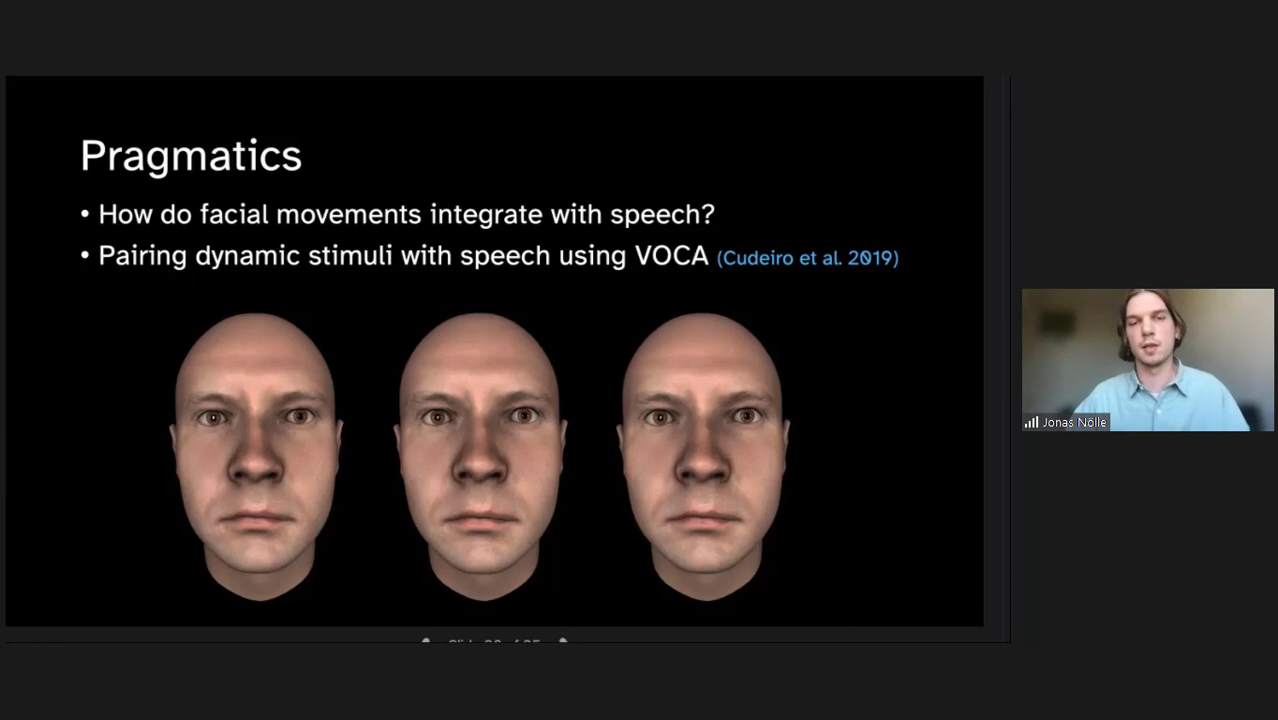 Pragmatics
• How do facial movements integrate with speech?
• Pairing dynamic stimuli with speech using VOCA (Cudeiro et al. 2019)
Jonas Nölle